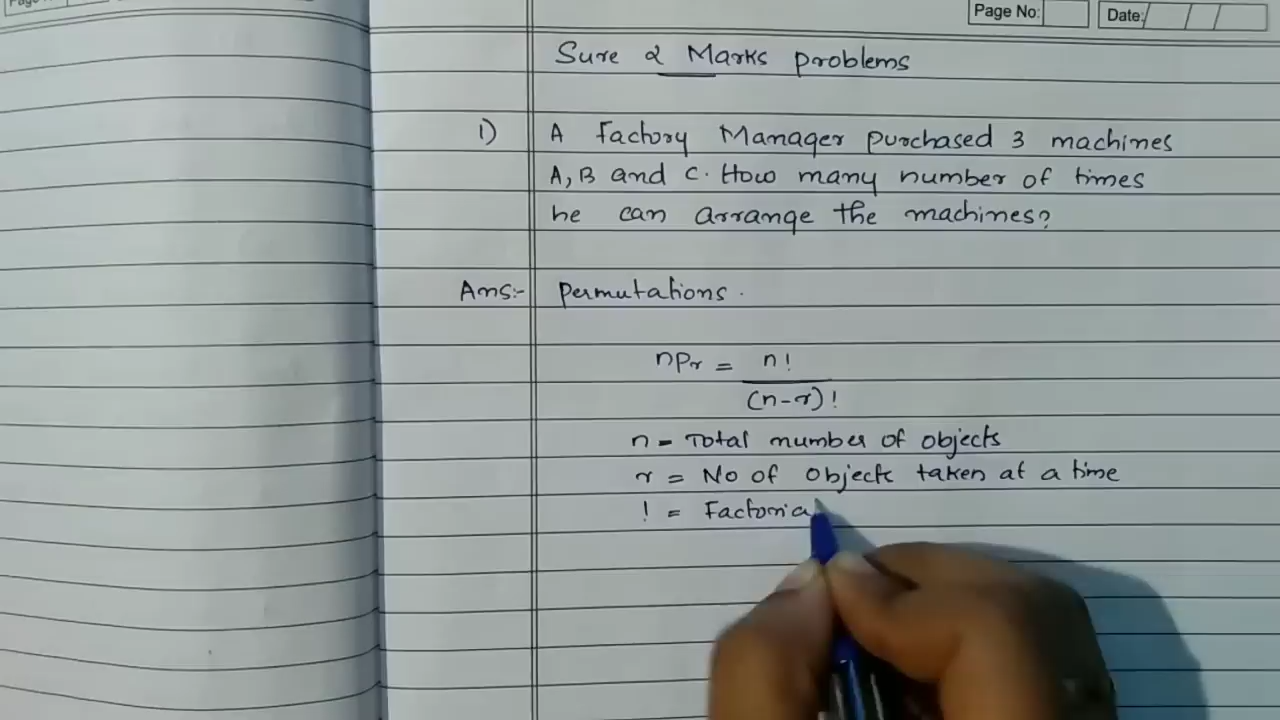 Page No:
Date:
Sure 2 Marks problems
1) A Factory Manager purchased 3 machines
A, B and C. How many number of times
he can arrange the machines?
Ans:- Permutations.
nPr = n!
(n-r)!
n = Total number of objects
r = No of objects taken at a time
! = Factoria